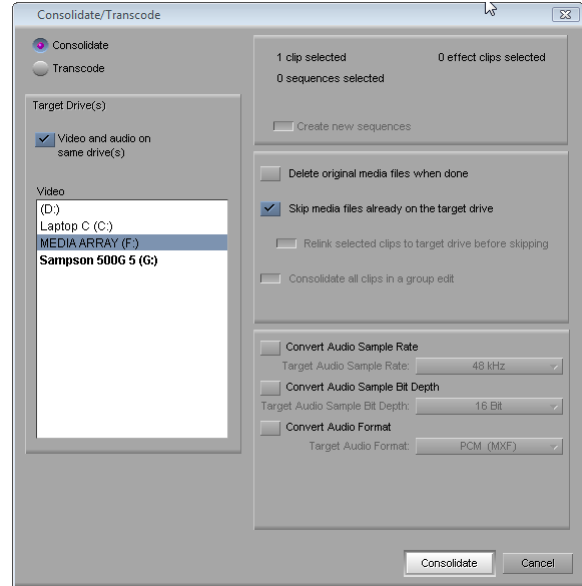 Consolidate/Transcode
Consolidate
Transcode
Target Drive(s)
Video and audio on
same drive(s)
Video
(D:)
Laptop C (C:)
MEDIA ARRAY (F:)
Sampson 500G 5 (G:)
1 clip selected
0 effect clips selected
0 sequences selected
Create new sequences
Delete original media files when done
Skip media files already on the target drive
Relink selected clips to target drive before skipping
Consolidate all clips in a group edit
Convert Audio Sample Rate
Target Audio Sample Rate: 48 kHz
Convert Audio Sample Bit Depth
Target Audio Sample Bit Depth: 16 Bit
Convert Audio Format
Target Audio Format: PCM (MXF)
Consolidate
Cancel